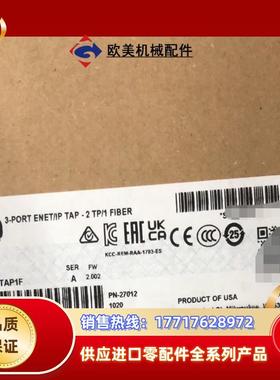 欧美机械配件
3-PORT ENET/IP TAP - 2 TP/1 FIBER
KCC-REM-RAA-1783-ES
EAC
UK
CA
25
TAP1F
SER
FW
A
2.002
PN-27012
1020
PRODUCT OF USA
销售热线：17717628972
供应进口零配件全系列产品